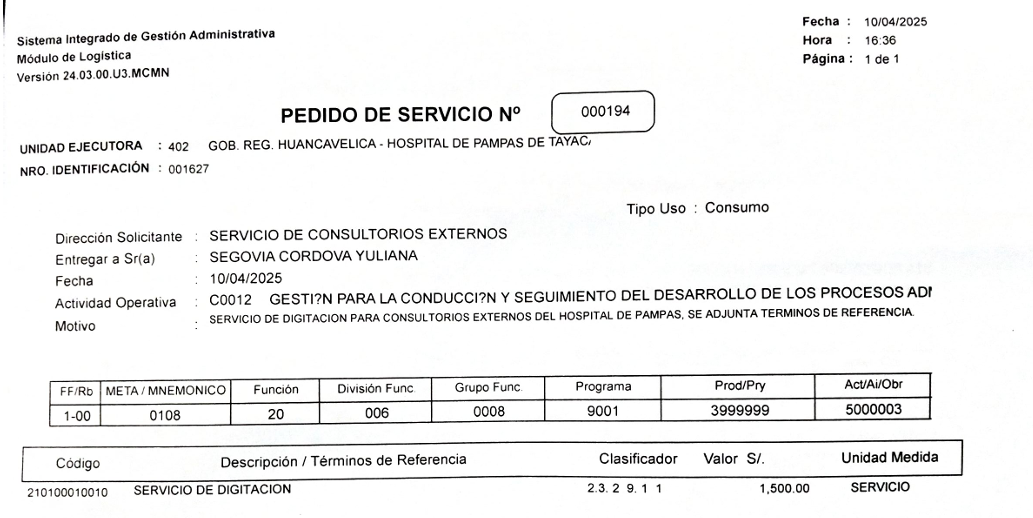 Sistema Integrado de Gestión Administrativa
Módulo de Logística
Versión 24.03.00.U3.MCMN
Fecha : 10/04/2025
Hora : 16:36
Página : 1 de 1
PEDIDO DE SERVICIO Nº 000194
UNIDAD EJECUTORA : 402 GOB. REG. HUANCAVELICA - HOSPITAL DE PAMPAS DE TAYAC
NRO. IDENTIFICACIÓN : 001627
Tipo Uso : Consumo
Dirección Solicitante : SERVICIO DE CONSULTORIOS EXTERNOS
Entregar a Sr(a) : SEGOVIA CORDOVA YULIANA
Fecha : 10/04/2025
Actividad Operativa : C0012 GESTI?N PARA LA CONDUCCI?N Y SEGUIMIENTO DEL DESARROLLO DE LOS PROCESOS ADM
Motivo : SERVICIO DE DIGITACION PARA CONSULTORIOS EXTERNOS DEL HOSPITAL DE PAMPAS, SE ADJUNTA TERMINOS DE REFERENCIA.
FF/Rb META / MNEMONICO Función División Func. Grupo Func. Programa Prod/Pry Act/Ai/Obr
1-00 0108 20 006 0008 9001 3999999 5000003
Código Descripción / Términos de Referencia Clasificador Valor S/. Unidad Medida
210100010010 SERVICIO DE DIGITACION 2.3. 2 9. 1 1 1,500.00 SERVICIO